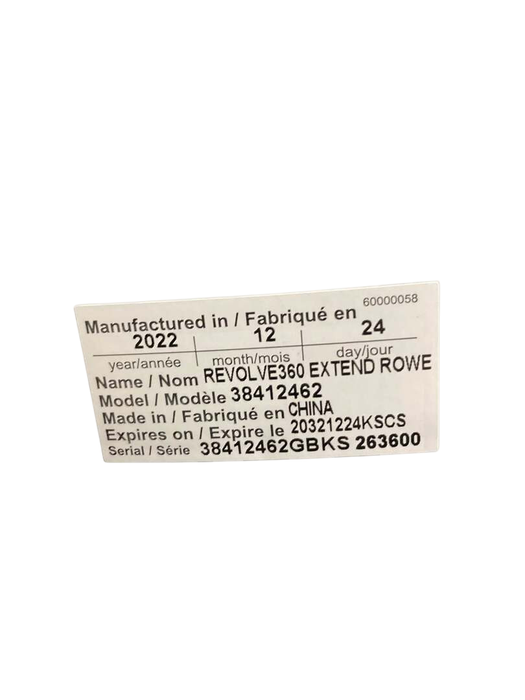 60000058
Manufactured in / Fabriqué en
2022 12 24
year/année month/mois day/jour
Name / Nom REVOLVE360 EXTEND ROWE
Model / Modèle 38412462
Made in / Fabriqué en CHINA
Expires on / Expire le 20321224KSCS
Serial / Série 38412462GBKS 263600